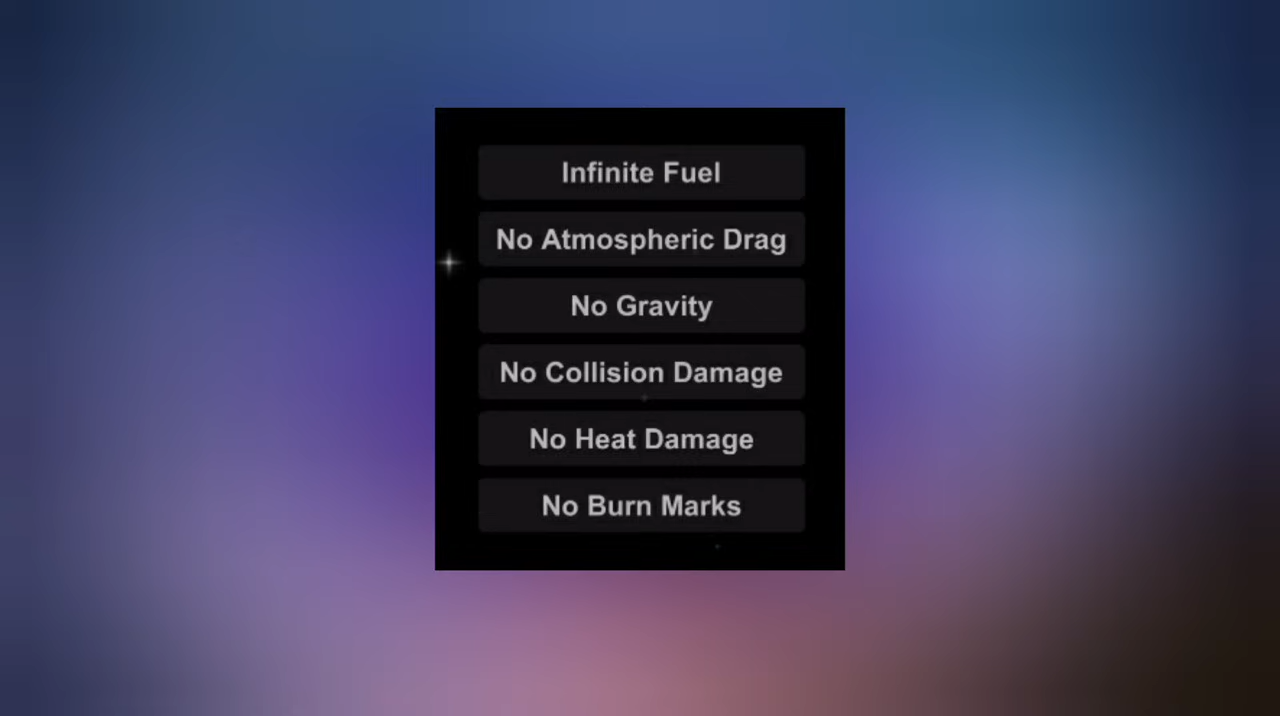 Infinite Fuel
No Atmospheric Drag
No Gravity
No Collision Damage
No Heat Damage
No Burn Marks